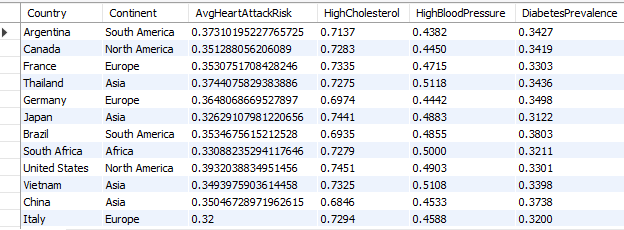 Country Continent AvgHeartAttackRisk HighCholesterol HighBloodPressure DiabetesPrevalence
Argentina South America 0.37310195227765725 0.7137 0.4382 0.3427
Canada North America 0.351288056206089 0.7283 0.4450 0.3419
France Europe 0.3530751708428246 0.7335 0.4715 0.3303
Thailand Asia 0.3744075829383886 0.7275 0.5118 0.3436
Germany Europe 0.3648068669527897 0.6974 0.4442 0.3498
Japan Asia 0.32629107981220656 0.7441 0.4883 0.3122
Brazil South America 0.3534675615212528 0.6935 0.4855 0.3803
South Africa Africa 0.33088235294117646 0.7279 0.5000 0.3211
United States North America 0.3932038834951456 0.7451 0.4903 0.3301
Vietnam Asia 0.3493975903614458 0.7325 0.5108 0.3398
China Asia 0.35046728971962615 0.6846 0.4533 0.3738
Italy Europe 0.32 0.7294 0.4588 0.3200